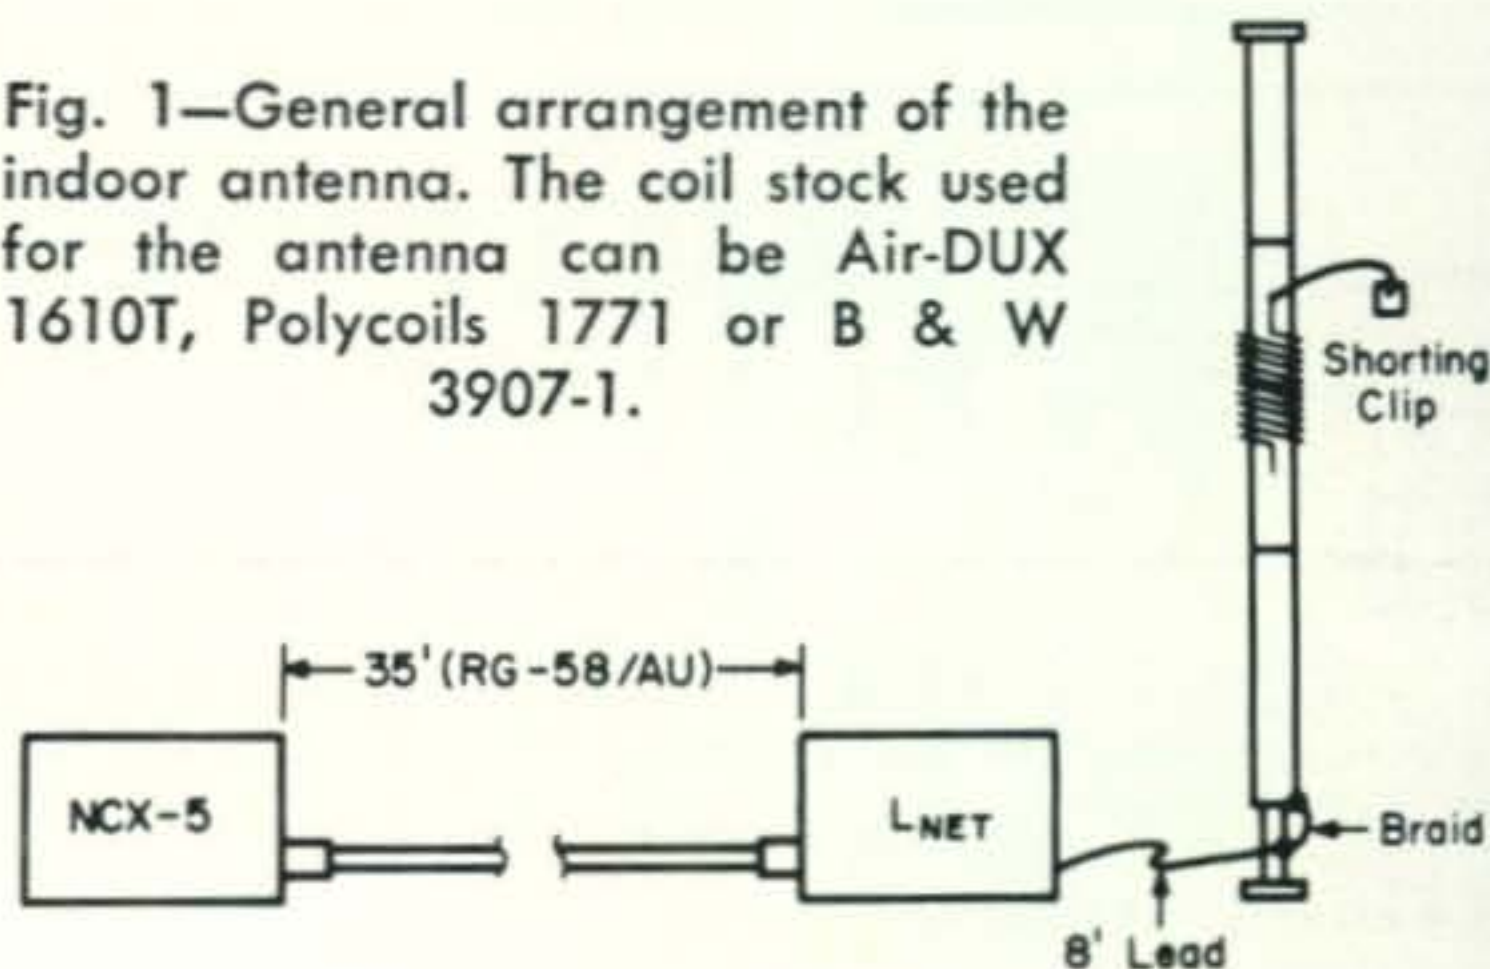 Fig. 1—General arrangement of the
indoor antenna. The coil stock used
for the antenna can be Air-DUX
1610T, Polycoils 1771 or B & W
3907-1.
Shorting
Clip
35' (RG-58/AU)
NCX-5
LNET
Braid
8' Lead